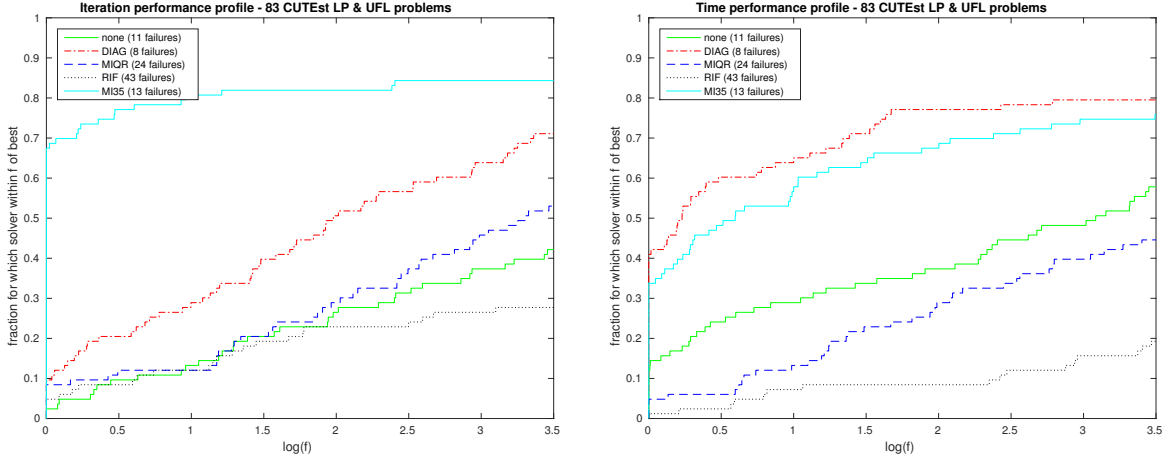 Iteration performance profile - 83 CUTEst LP & UFL problems
fraction for which solver within f of best
1
0.9
0.8
0.7
0.6
0.5
0.4
0.3
0.2
0.1
0
none (11 failures)
DIAG (8 failures)
MIQR (24 failures)
RIF (43 failures)
MI35 (13 failures)
0 0.5 1 1.5 2 2.5 3 3.5
log(f)
Time performance profile - 83 CUTEst LP & UFL problems
fraction for which solver within f of best
1
0.9
0.8
0.7
0.6
0.5
0.4
0.3
0.2
0.1
0
none (11 failures)
DIAG (8 failures)
MIQR (24 failures)
RIF (43 failures)
MI35 (13 failures)
0 0.5 1 1.5 2 2.5 3 3.5
log(f)